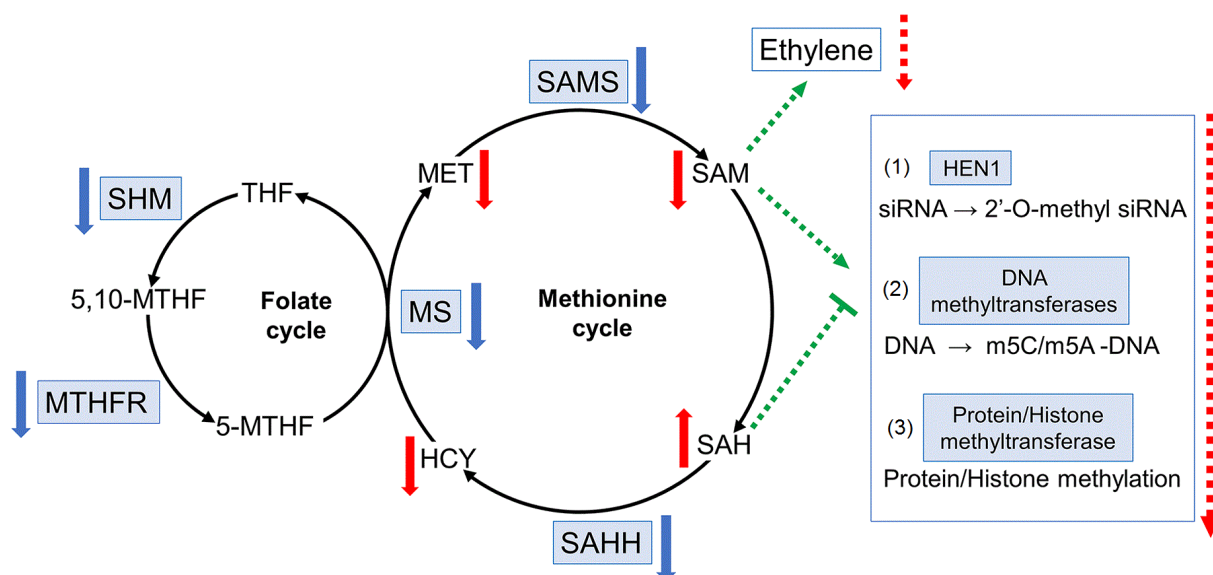 Ethylene
SAMS
MET
SAM
SHM
THF
5,10-MTHF
Folate
cycle
MS
Methionine
cycle
MTHFR
5-MTHF
HCY
SAH
SAHH
(1) HEN1
siRNA → 2’-O-methyl siRNA
(2) DNA
methyltransferases
DNA → m5C/m5A -DNA
(3) Protein/Histone
methyltransferase
Protein/Histone methylation